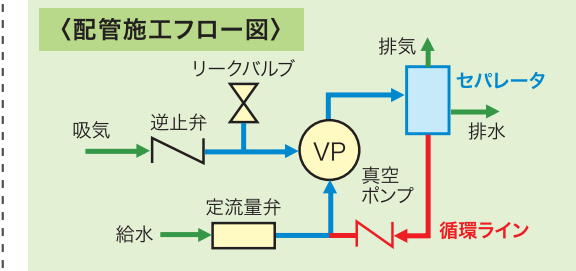 〈配管施工フロー図〉
排気
リークバルブ
セパレータ
吸気
逆止弁
排水
VP
真空
ポンプ
定流量弁
給水
循環ライン